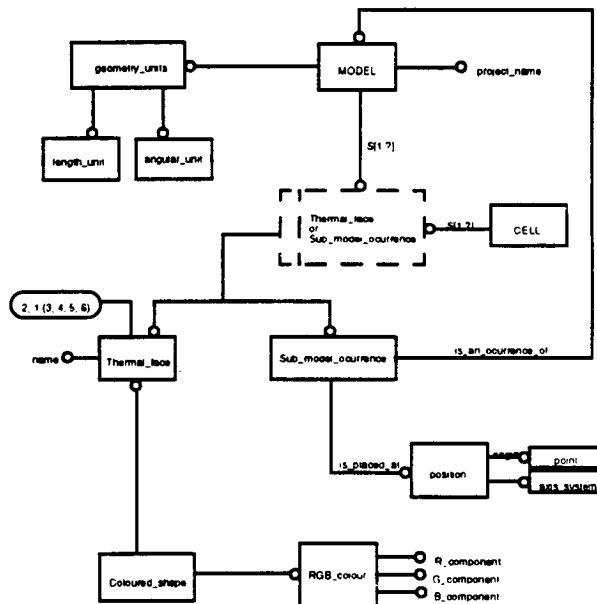 geometry_units
MODEL
project_name
length_unit
angular_unit
S[1 ?]
Thermal_face
or
Sub_model_ocurrence
S[1,?]
CELL
2, 1 (3, 4, 5, 6)
name
Thermal_face
Sub_model_ocurrence
is_an_ocurrence_of
is_placed_at
position
_point
axis_system
Coloured_shape
RGB_colour
R_component
G_component
B_component